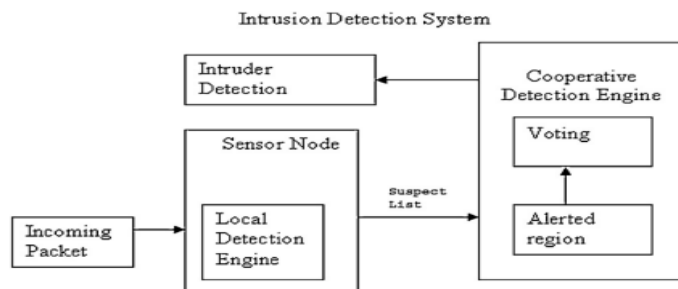 Intrusion Detection System
Intruder
Detection
Cooperative
Detection Engine
Voting
Sensor Node
Suspect
List
Incoming
Packet
Local
Detection
Engine
Alerted
region